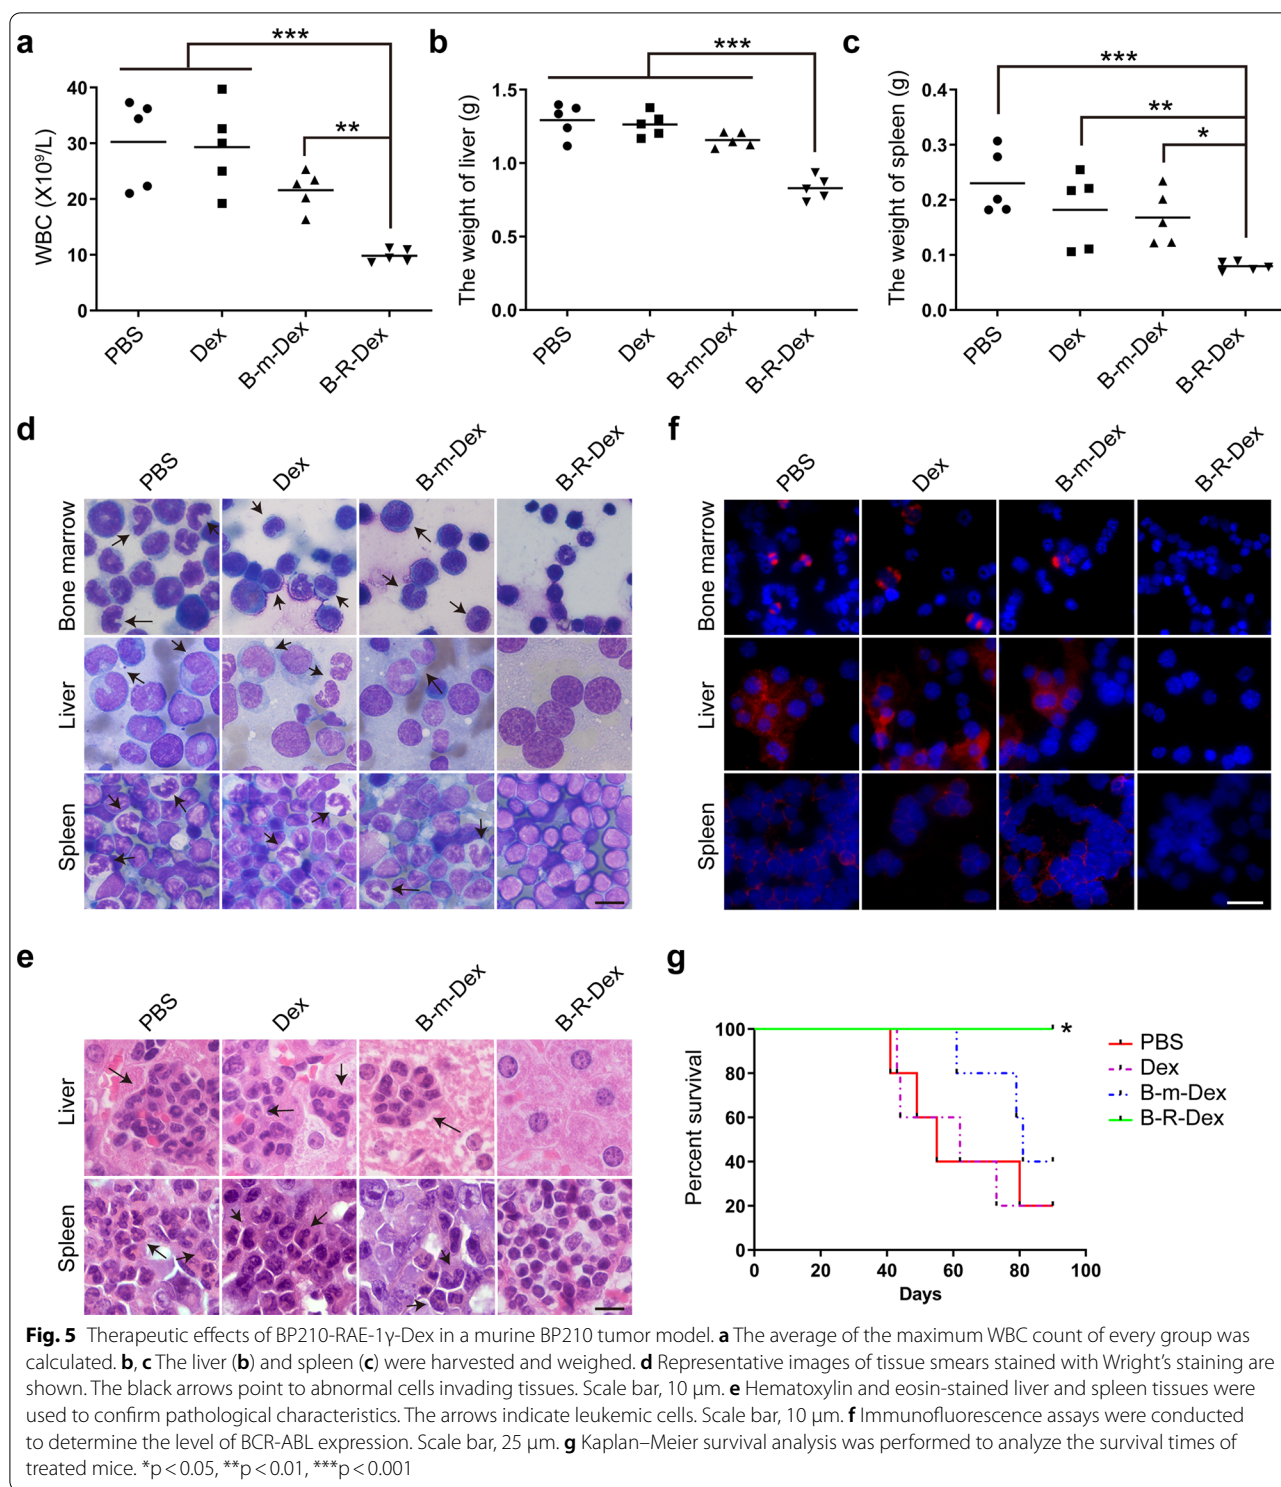 a
***
**
WBC (X10⁹/L)
40
30
20
10
0
PBS
Dex
B-m-Dex
B-R-Dex
b
***
The weight of liver (g)
1.5
1.0
0.5
0.0
PBS
Dex
B-m-Dex
B-R-Dex
c
***
**
*
The weight of spleen (g)
0.4
0.3
0.2
0.1
0.0
PBS
Dex
B-m-Dex
B-R-Dex
d
PBS
Dex
B-m-Dex
B-R-Dex
Bone marrow
Liver
Spleen
f
PBS
Dex
B-m-Dex
B-R-Dex
Bone marrow
Liver
Spleen
e
PBS
Dex
B-m-Dex
B-R-Dex
Liver
Spleen
g
Percent survival
100
80
60
40
20
0
0 20 40 60 80 100
Days
*
PBS
Dex
B-m-Dex
B-R-Dex
Fig. 5 Therapeutic effects of BP210-RAE-1γ-Dex in a murine BP210 tumor model. a The average of the maximum WBC count of every group was
calculated. b, c The liver (b) and spleen (c) were harvested and weighed. d Representative images of tissue smears stained with Wright's staining are
shown. The black arrows point to abnormal cells invading tissues. Scale bar, 10 μm. e Hematoxylin and eosin-stained liver and spleen tissues were
used to confirm pathological characteristics. The arrows indicate leukemic cells. Scale bar, 10 μm. f Immunofluorescence assays were conducted
to determine the level of BCR-ABL expression. Scale bar, 25 μm. g Kaplan–Meier survival analysis was performed to analyze the survival times of
treated mice. *p < 0.05, **p < 0.01, ***p < 0.001